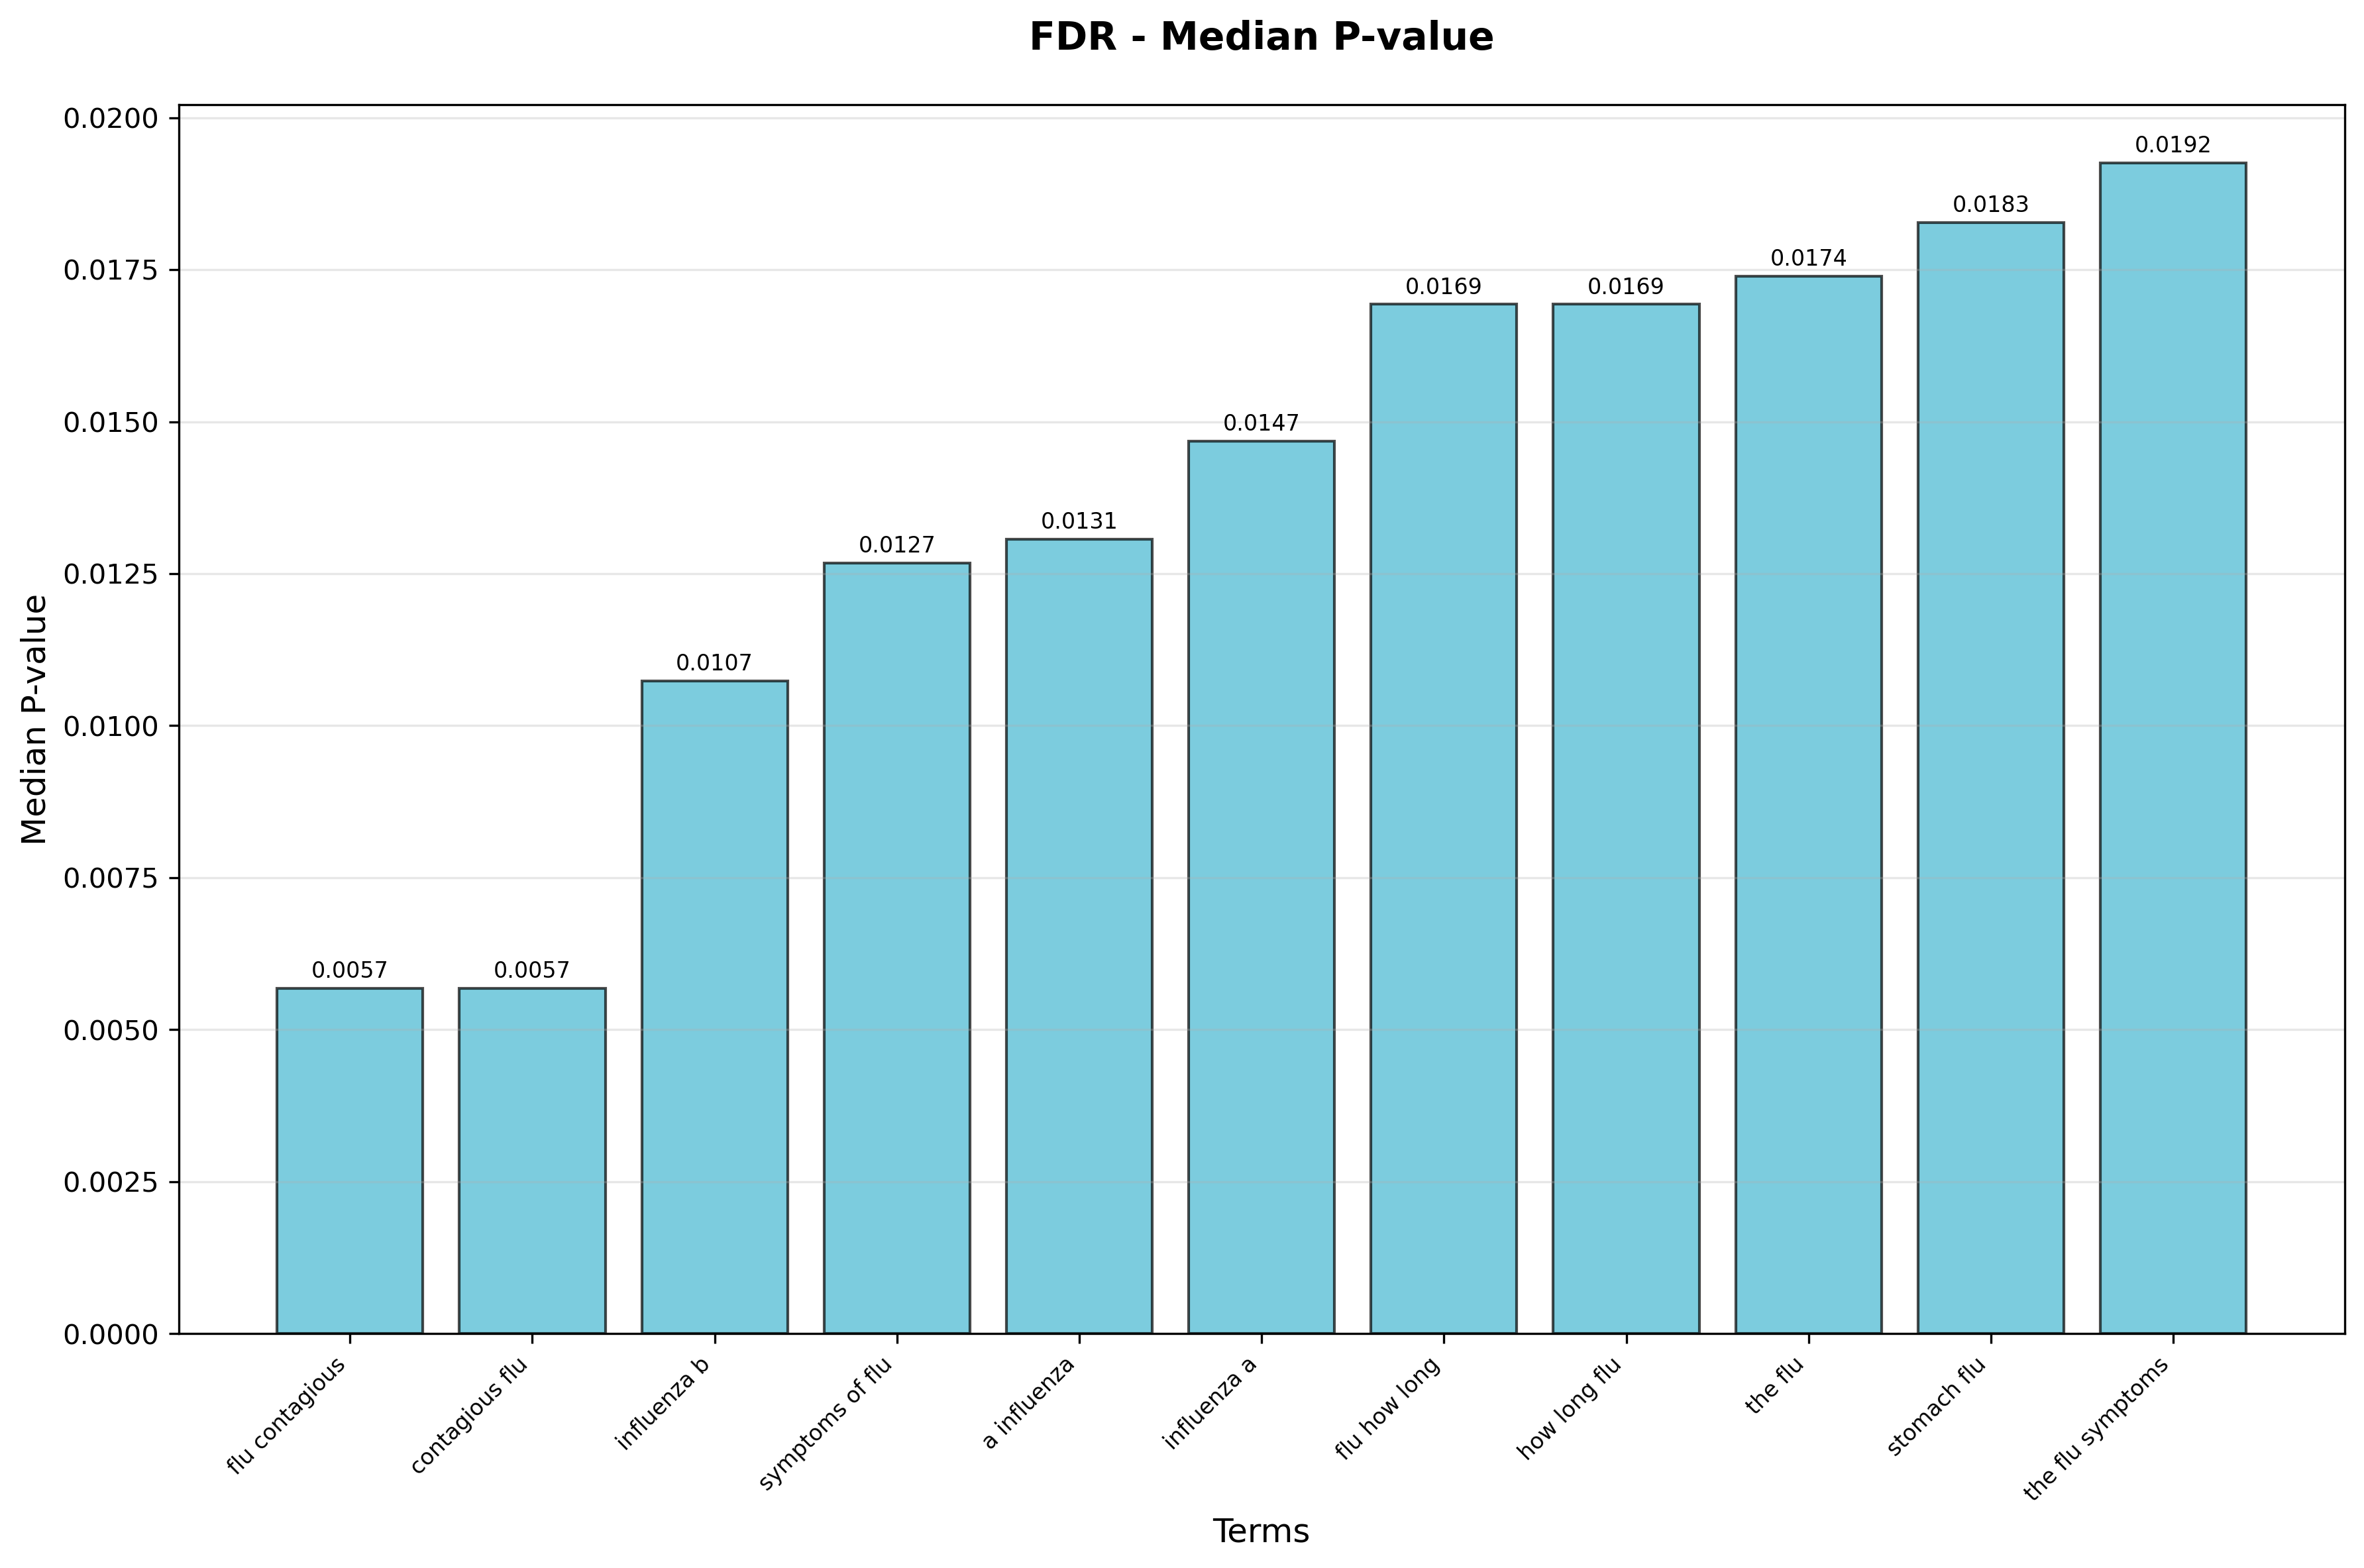 FDR - Median P-value
Median P-value
0.0200
0.0175
0.0150
0.0125
0.0100
0.0075
0.0050
0.0025
0.0000
0.0057
0.0057
0.0107
0.0127
0.0131
0.0147
0.0169
0.0169
0.0174
0.0183
0.0192
flu contagious
contagious flu
influenza b
symptoms of flu
a influenza
influenza a
flu how long
how long flu
the flu
stomach flu
the flu symptoms
Terms